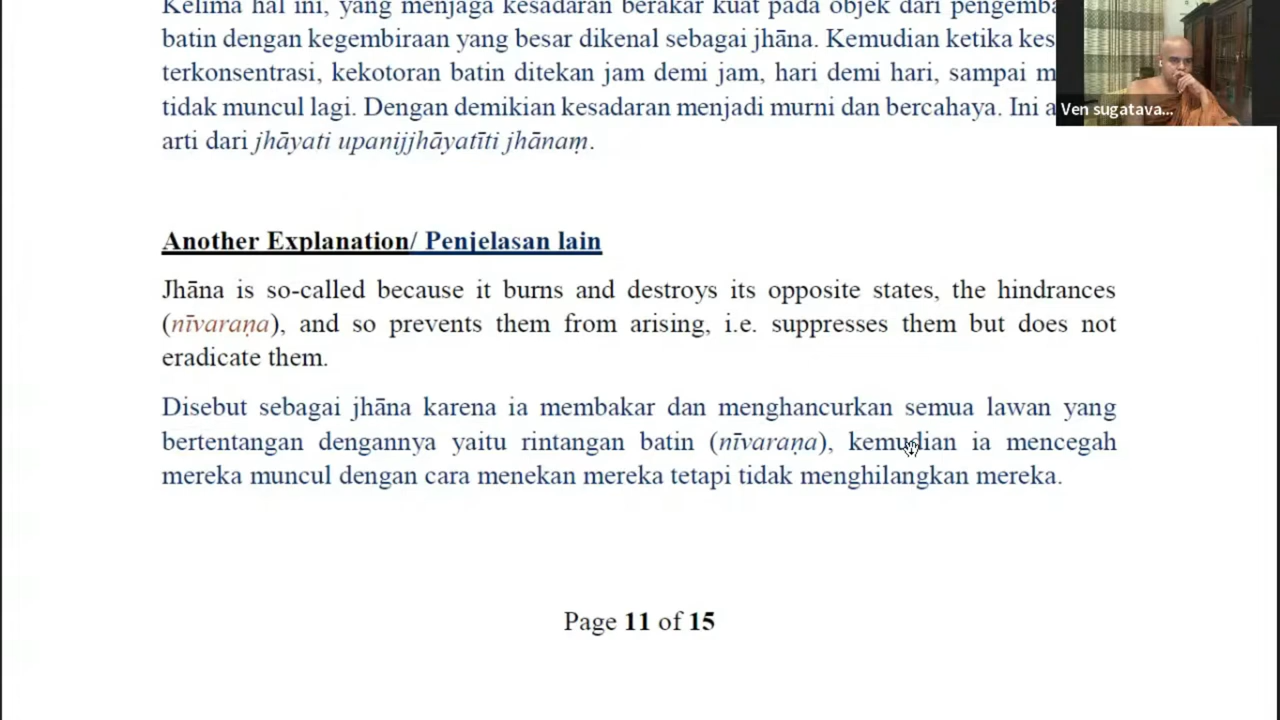 Kelima hal ini, yang menjaga kesadaran berakar kuat pada objek dari
batin dengan kegembiraan yang besar dikenal sebagai jhāna. Kemudian ketika
terkonsentrasi, kekotoran batin ditekan jam demi jam, hari demi hari, sampai
tidak muncul lagi. Dengan demikian kesadaran menjadi murni dan bercahaya. Ini
arti dari jhāyati upanijjhāyatīti jhānaṃ.
Ven sugatava...
Another Explanation/ Penjelasan lain
Jhāna is so-called because it burns and destroys its opposite states, the hindrances
(nīvaraṇa), and so prevents them from arising, i.e. suppresses them but does not
eradicate them.
Disebut sebagai jhāna karena ia membakar dan menghancurkan semua lawan yang
bertentangan dengannya yaitu rintangan batin (nīvaraṇa), kemudian ia mencegah
mereka muncul dengan cara menekan mereka tetapi tidak menghilangkan mereka.
Page 11 of 15